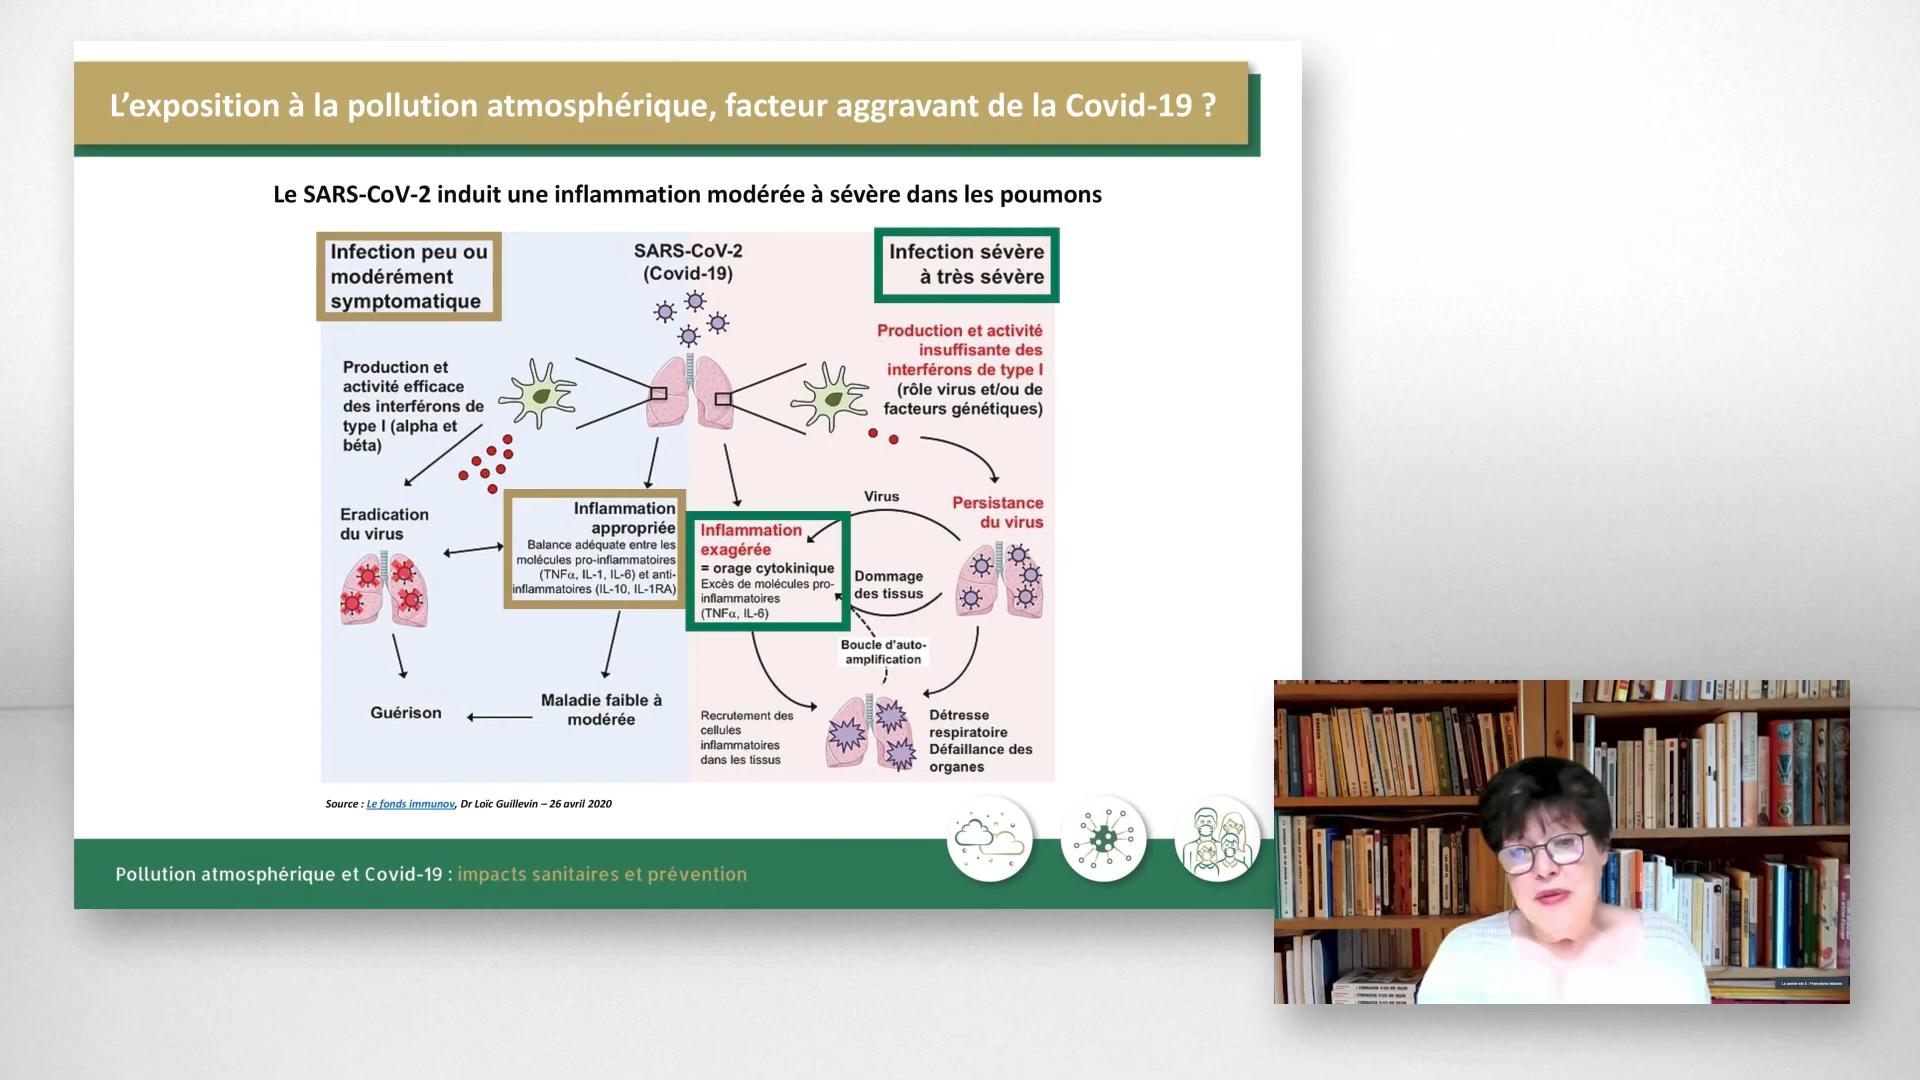 L'exposition à la pollution atmosphérique, facteur aggravant de la Covid-19 ?
Le SARS-CoV-2 induit une inflammation modérée à sévère dans les poumons
Infection peu ou
modérément
symptomatique
SARS-CoV-2
(Covid-19)
Infection sévère
à très sévère
Production et
activité efficace
des interférons de
type I (alpha et
béta)
Production et activité
insuffisante des
interférons de type I
(rôle virus et/ou de
facteurs génétiques)
Eradication
du virus
Inflammation
appropriée
Balance adéquate entre les
molécules pro-inflammatoires
(TNFα, IL-1, IL-6) et anti-
inflammatoires (IL-10, IL-1RA)
Inflammation
exagérée
= orage cytokinique
Excès de molécules pro-
inflammatoires
(TNFα, IL-6)
Virus
Persistance
du virus
Dommage
des tissus
Boucle d'auto-
amplification
Guérison
Maladie faible à
modérée
Recrutement des
cellules
inflammatoires
dans les tissus
Détresse
respiratoire
Défaillance des
organes
Source : Le fonds immunov, Dr Loïc Guillevin – 26 avril 2020
Pollution atmosphérique et Covid-19 : impacts sanitaires et prévention